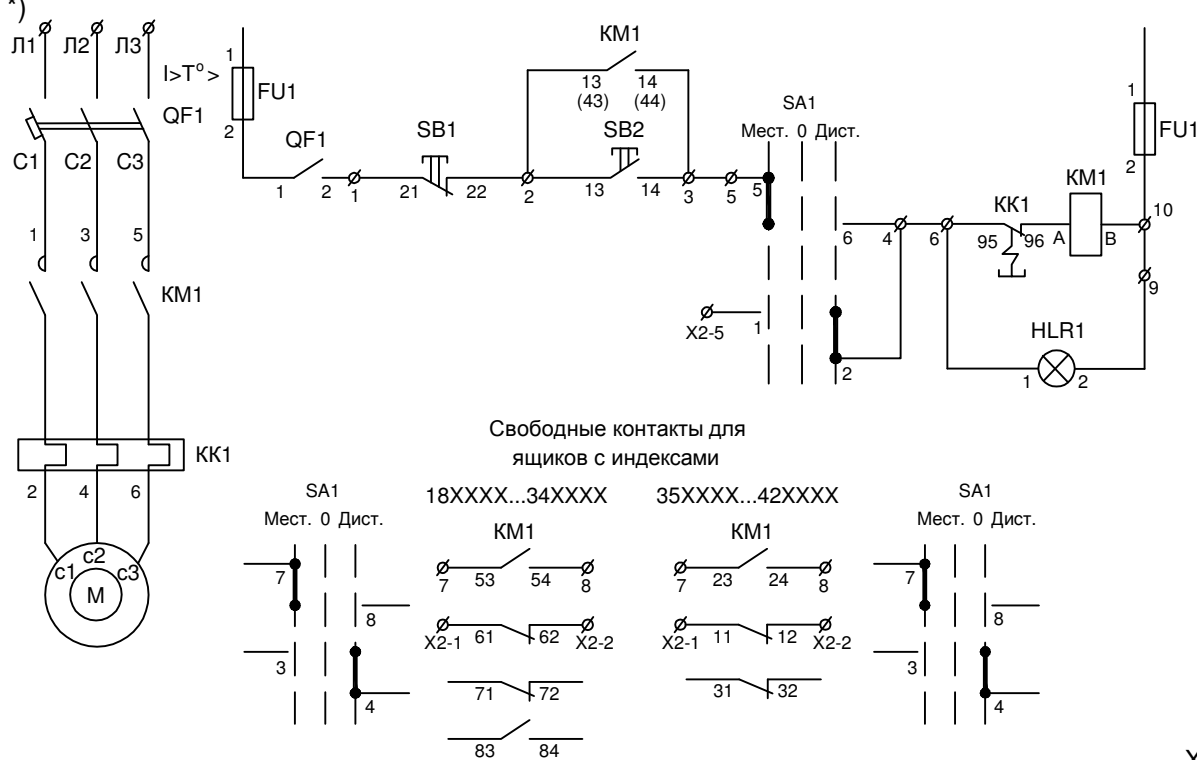 *)
Л1 Л2 Л3
I>T° >
QF1
C1 C2 C3
1 3 5
KM1
KK1
2 4 6
c1 c2 c3
M
1
FU1
2
QF1
1 2
1
SB1
21 22
2
KM1
13 14
(43) (44)
SB2
13 14
3 5 5
SA1
Мест. 0 Дист.
6 4 6
X2-5
1
2
KK1
95 96
KM1
A B
1
FU1
2
10
9
HLR1
1 2
Свободные контакты для
ящиков с индексами
18XXXX...34XXXX
35XXXX...42XXXX
SA1
Мест. 0 Дист.
7
8
3
4
KM1
7 53 54 8
X2-1 61 62 X2-2
71 72
83 84
KM1
7 23 24 8
X2-1 11 12 X2-2
31 32
SA1
Мест. 0 Дист.
7
8
3
4